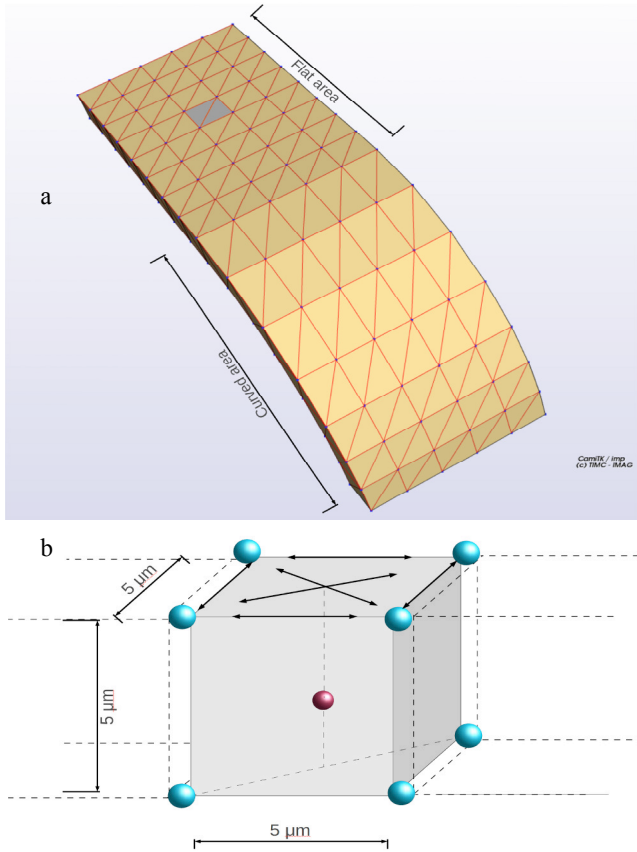 Flat area
a
Curved area
CamiTK / imp
(c) TIMC - IMAG
b
5 µm
5 µm
5 µm